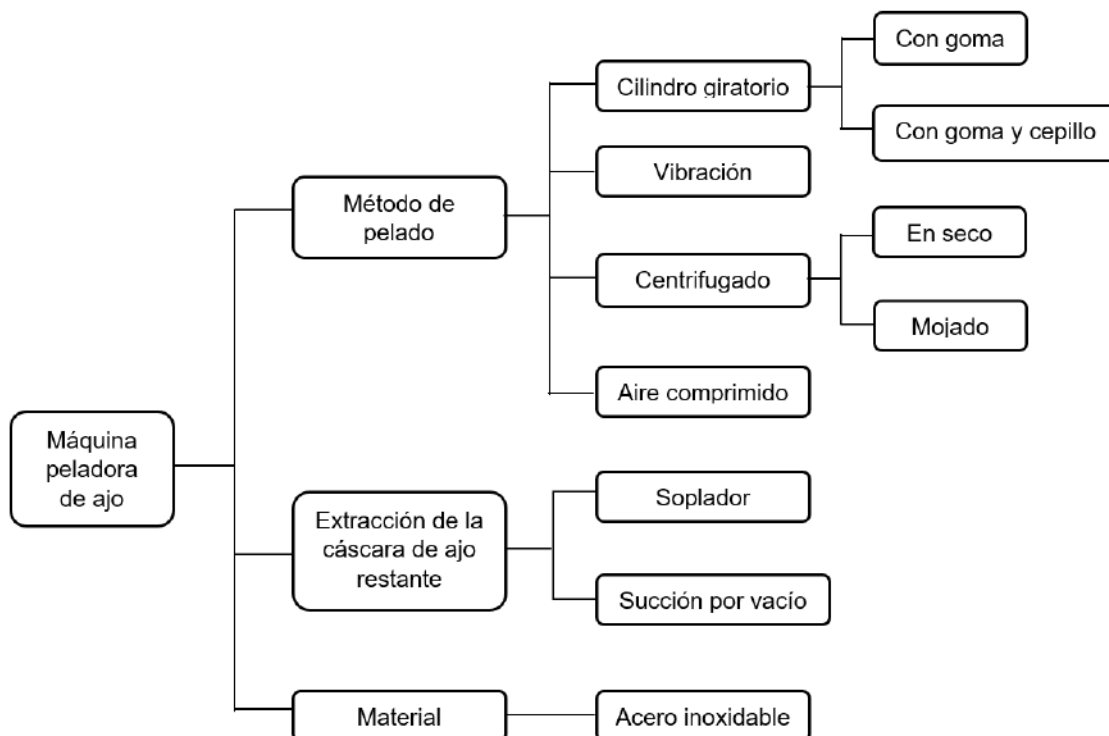 Con goma
Cilindro giratorio
Con goma y cepillo
Vibración
Método de
pelado
En seco
Centrifugado
Mojado
Aire comprimido
Máquina
peladora
de ajo
Soplador
Extracción de la
cáscara de ajo
restante
Succión por vacío
Material
Acero inoxidable